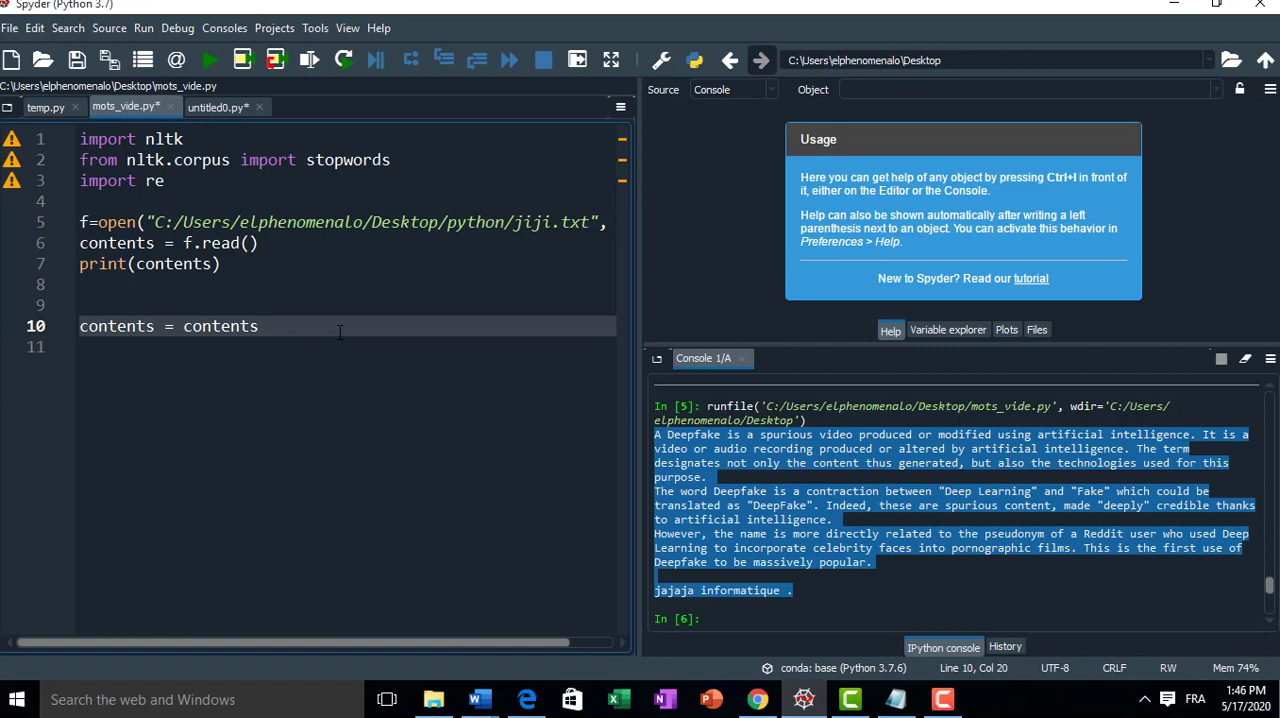 Spyder (Python 3.7)
File Edit Search Source Run Debug Consoles Projects Tools View Help
C:\Users\elphenomenalo\Desktop
C:\Users\elphenomenalo\Desktop\mots_vide.py
temp.py mots_vide.py* untitled0.py*
1 import nltk
2 from nltk.corpus import stopwords
3 import re
4
5 f=open("C:/Users/elphenomenalo/Desktop/python/jiji.txt",
6 contents = f.read()
7 print(contents)
8
9
10 contents = contents
11
Source Console Object
Usage
Here you can get help of any object by pressing Ctrl+I in front of
it, either on the Editor or the Console.
Help can also be shown automatically after writing a left
parenthesis next to an object. You can activate this behavior in
Preferences > Help.
New to Spyder? Read our tutorial
Help Variable explorer Plots Files
Console 1/A
In [5]: runfile('C:/Users/elphenomenalo/Desktop/mots_vide.py', wdir='C:/Users/
elphenomenalo/Desktop')
A Deepfake is a spurious video produced or modified using artificial intelligence. It is a
video or audio recording produced or altered by artificial intelligence. The term
designates not only the content thus generated, but also the technologies used for this
purpose.
The word Deepfake is a contraction between "Deep Learning" and "Fake" which could be
translated as "DeepFake". Indeed, these are spurious content, made "deeply" credible thanks
to artificial intelligence.
However, the name is more directly related to the pseudonym of a Reddit user who used Deep
Learning to incorporate celebrity faces into pornographic films. This is the first use of
Deepfake to be massively popular.
jajaja informatique .
In [6]:
IPython console History
conda: base (Python 3.7.6) Line 10, Col 20 UTF-8 CRLF RW Mem 74%
Search the web and Windows
FRA
1:46 PM
5/17/2020